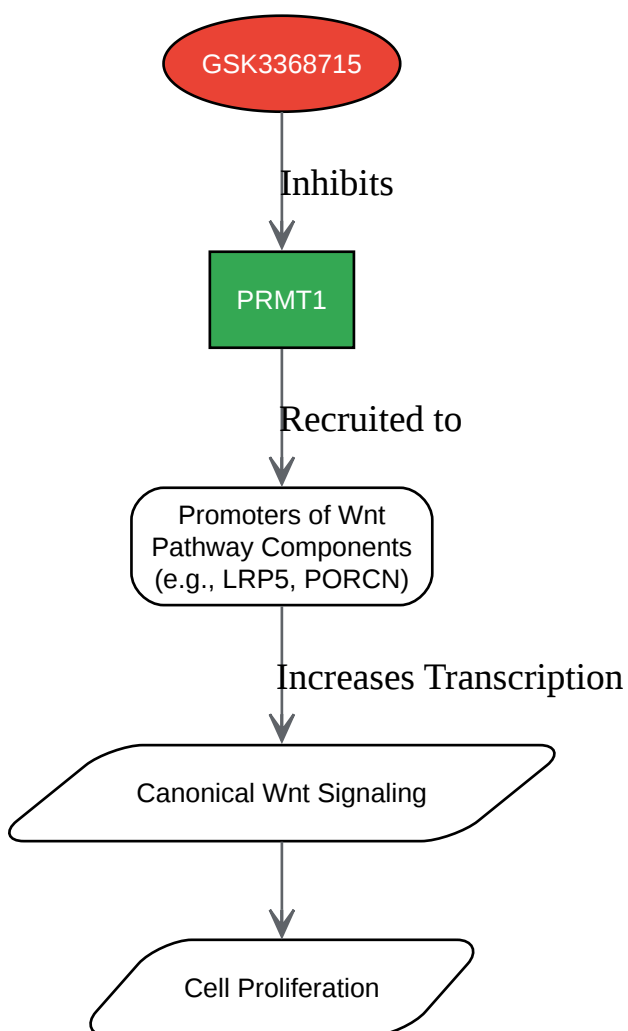 GSK3368715
Inhibits
PRMT1
Recruited to
Promoters of Wnt
Pathway Components
(e.g., LRP5, PORCN)
Increases Transcription
Canonical Wnt Signaling
Cell Proliferation